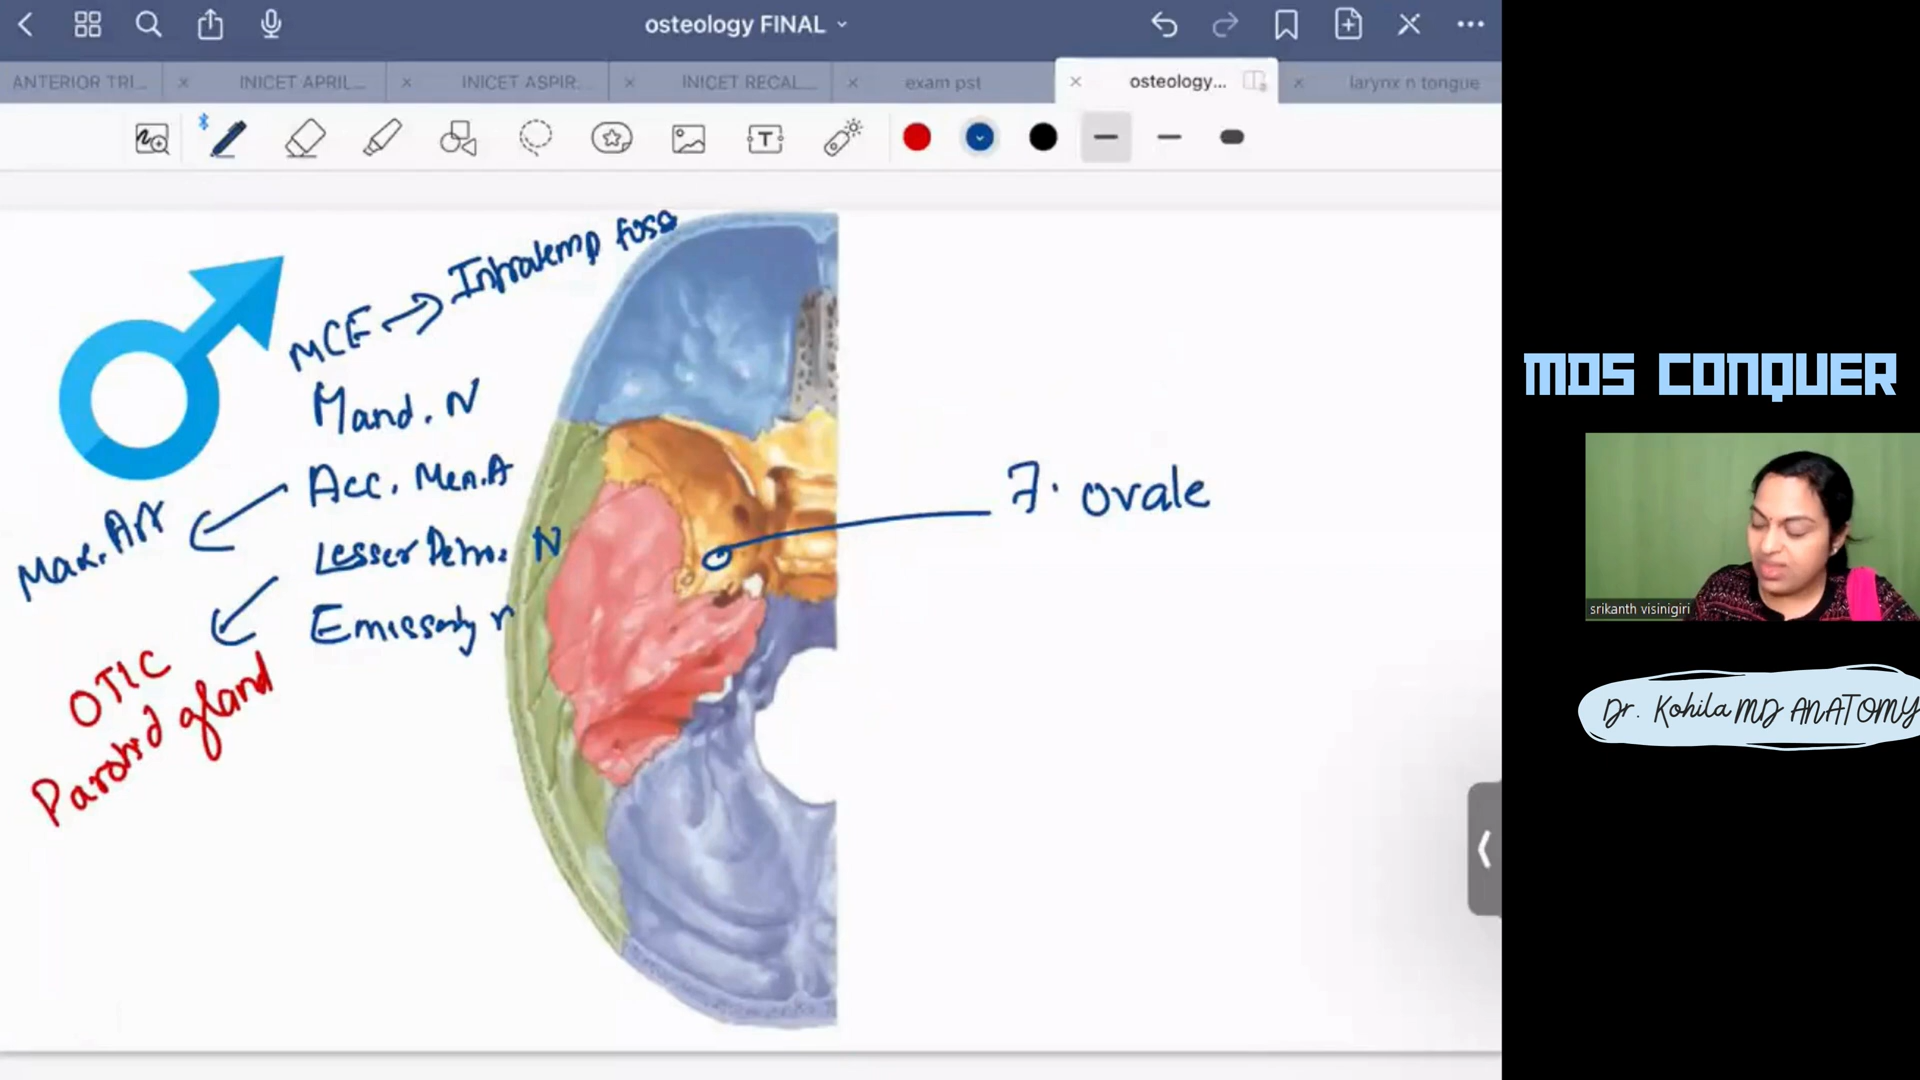 osteology FINAL
ANTERIOR TRI...
INICET APRIL...
INICET ASPIR...
INICET RECAL...
exam pst
osteology...
larynx n tongue
T
MCF → Infratemp fossa
Mand. N
Acc. Men. A
Max. Art
Lesser Petro. N
Emissary v
OTIC
Parotid gland
F. ovale
MDS CONQUER
srikanth visinigiri
Dr. Kohila MD ANATOMY